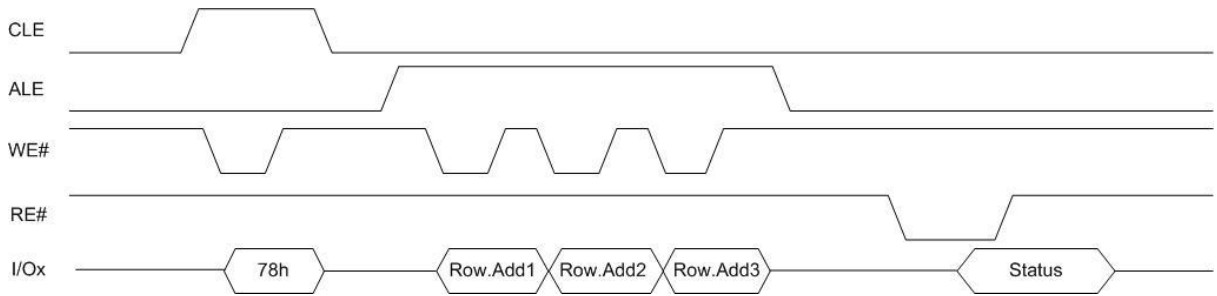 CLE
ALE
WE#
RE#
I/Ox 78h Row.Add1 Row.Add2 Row.Add3 Status